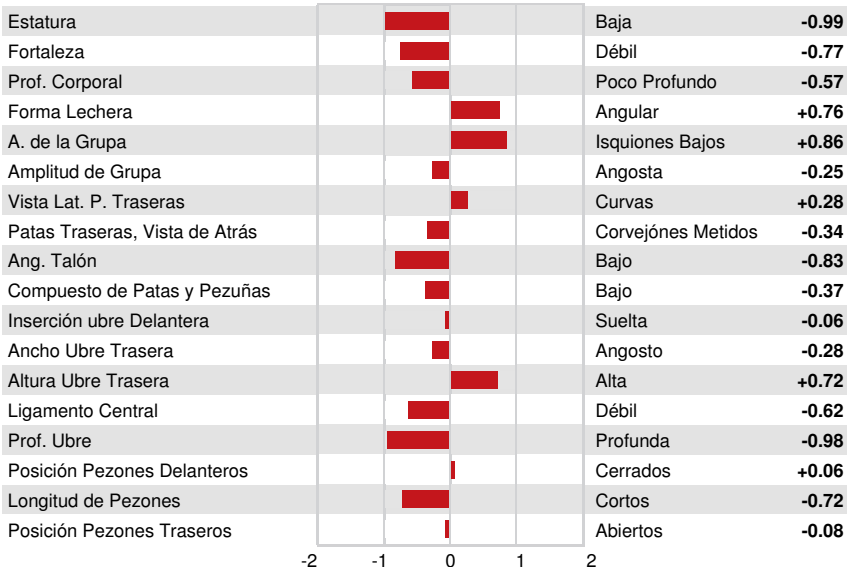 Estatura Baja -0.99
Fortaleza Débil -0.77
Prof. Corporal Poco Profundo -0.57
Forma Lechera Angular +0.76
A. de la Grupa Isquiones Bajos +0.86
Amplitud de Grupa Angosta -0.25
Vista Lat. P. Traseras Curvas +0.28
Patas Traseras, Vista de Atrás Corvejónes Metidos -0.34
Ang. Talón Bajo -0.83
Compuesto de Patas y Pezuñas Bajo -0.37
Inserción ubre Delantera Suelta -0.06
Ancho Ubre Trasera Angosto -0.28
Altura Ubre Trasera Alta +0.72
Ligamento Central Débil -0.62
Prof. Ubre Profunda -0.98
Posición Pezones Delanteros Cerrados +0.06
Longitud de Pezones Cortos -0.72
Posición Pezones Traseros Abiertos -0.08
-2 -1 0 1 2